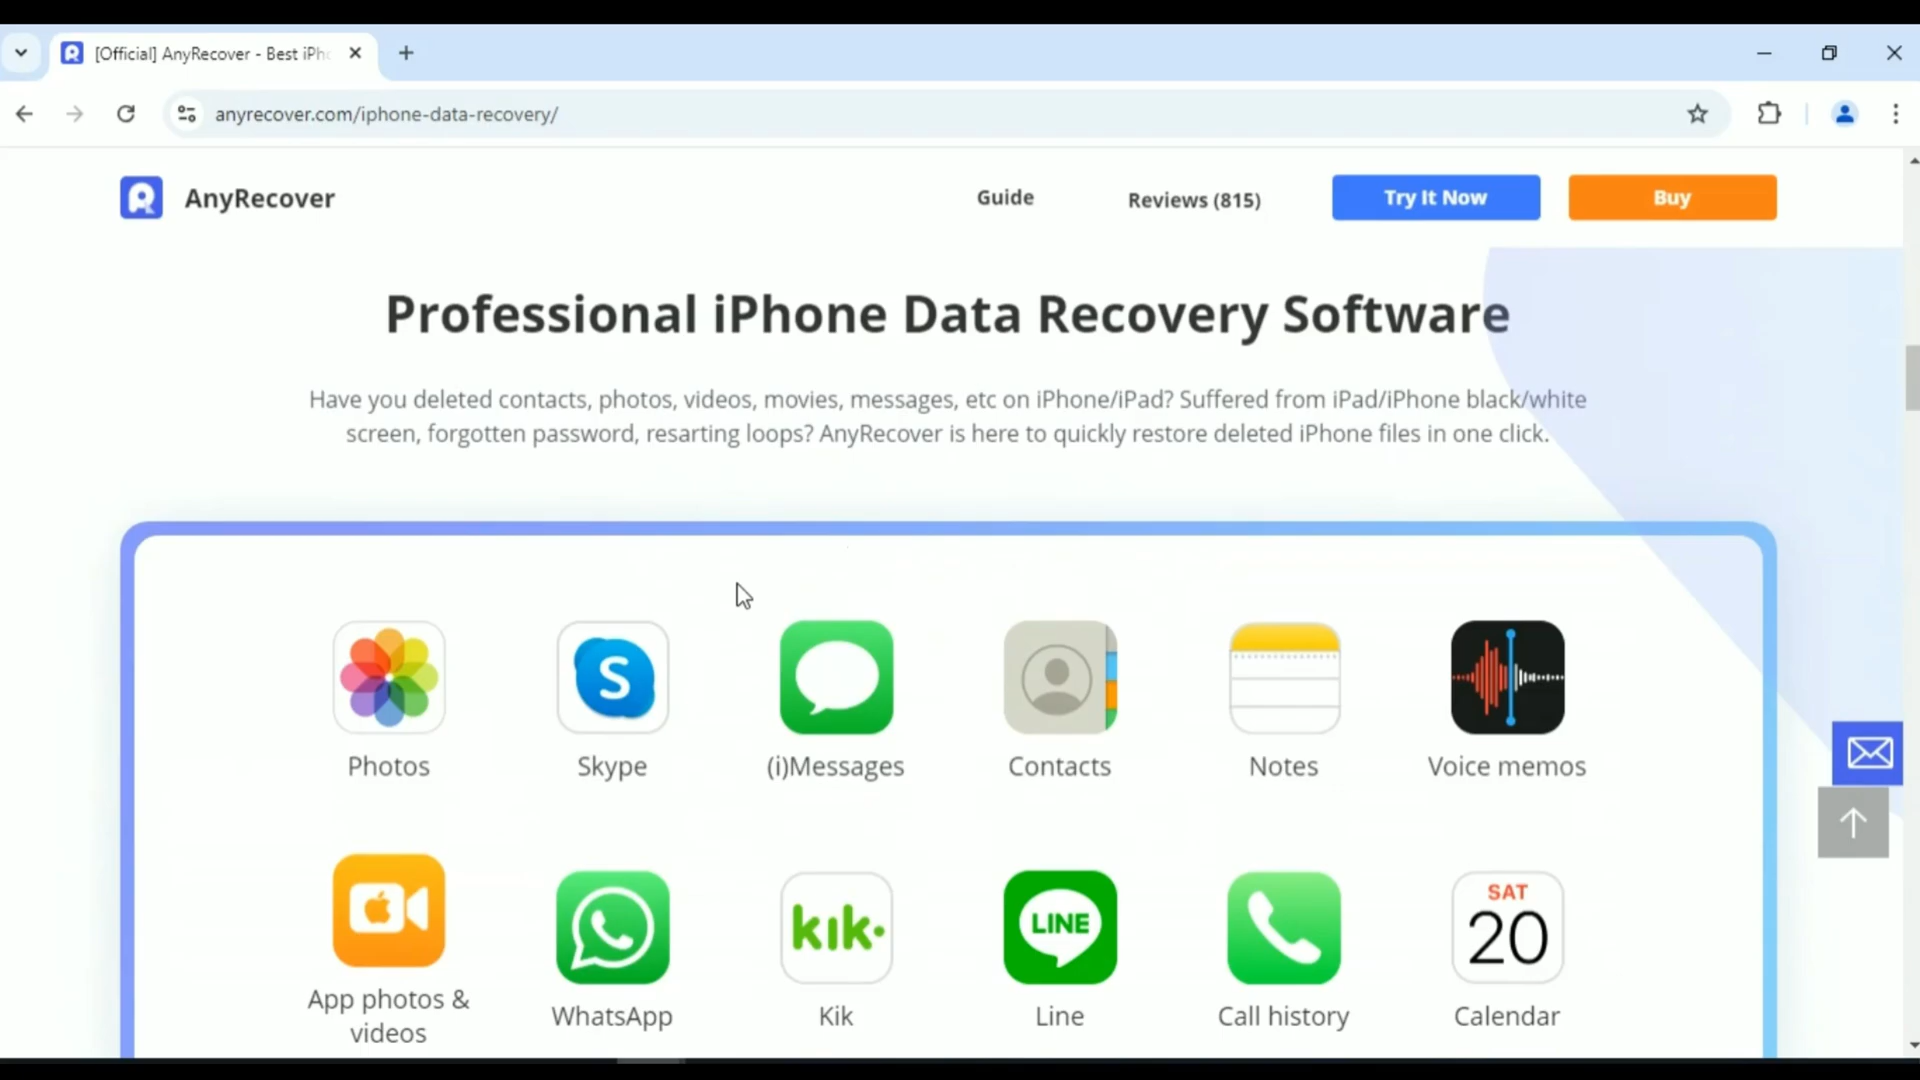 [Official] AnyRecover - Best iPho
anyrecover.com/iphone-data-recovery/
AnyRecover
Guide
Reviews (815)
Try It Now
Buy
Professional iPhone Data Recovery Software
Have you deleted contacts, photos, videos, movies, messages, etc on iPhone/iPad? Suffered from iPad/iPhone black/white
screen, forgotten password, resarting loops? AnyRecover is here to quickly restore deleted iPhone files in one click.
S
Photos
Skype
(i)Messages
Contacts
Notes
Voice memos
kik.
LINE
SAT
20
App photos &
videos
WhatsApp
Kik
Line
Call history
Calendar